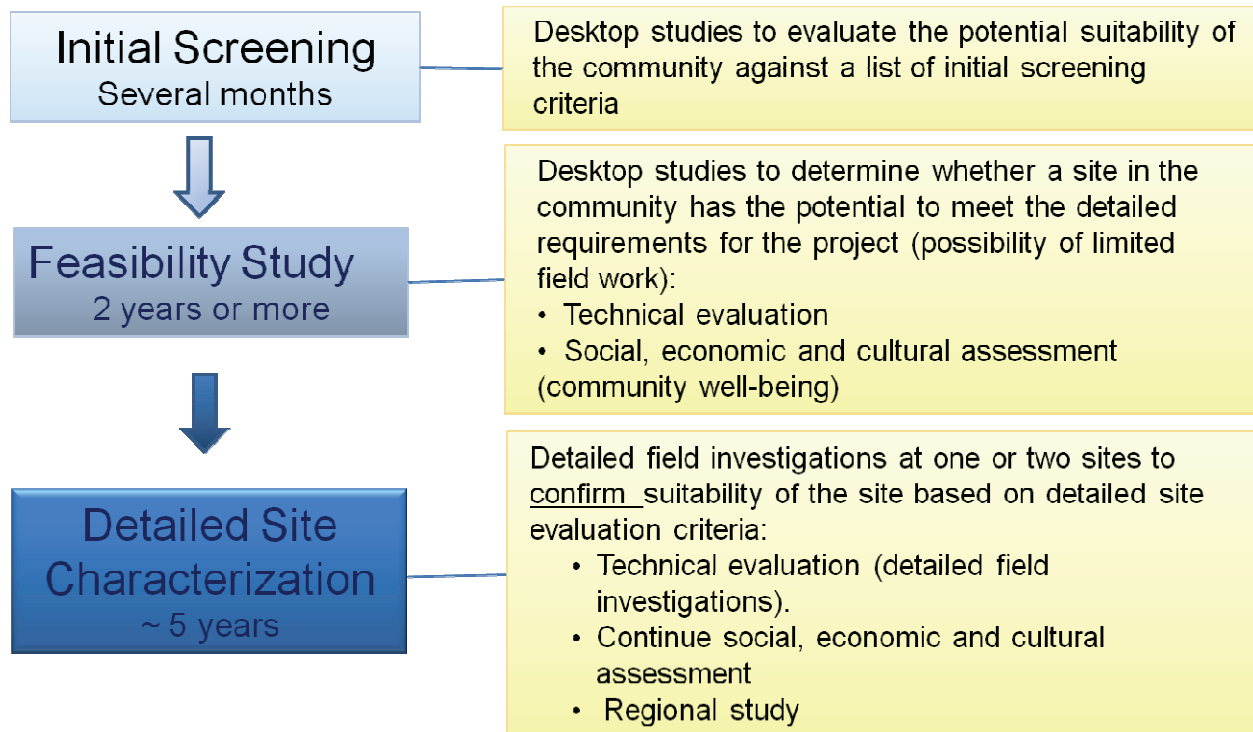 Initial Screening
Several months
Desktop studies to evaluate the potential suitability of
the community against a list of initial screening
criteria
Feasibility Study
2 years or more
Desktop studies to determine whether a site in the
community has the potential to meet the detailed
requirements for the project (possibility of limited
field work):
• Technical evaluation
• Social, economic and cultural assessment
(community well-being)
Detailed Site
Characterization
~ 5 years
Detailed field investigations at one or two sites to
confirm suitability of the site based on detailed site
evaluation criteria:
• Technical evaluation (detailed field
investigations).
• Continue social, economic and cultural
assessment
• Regional study